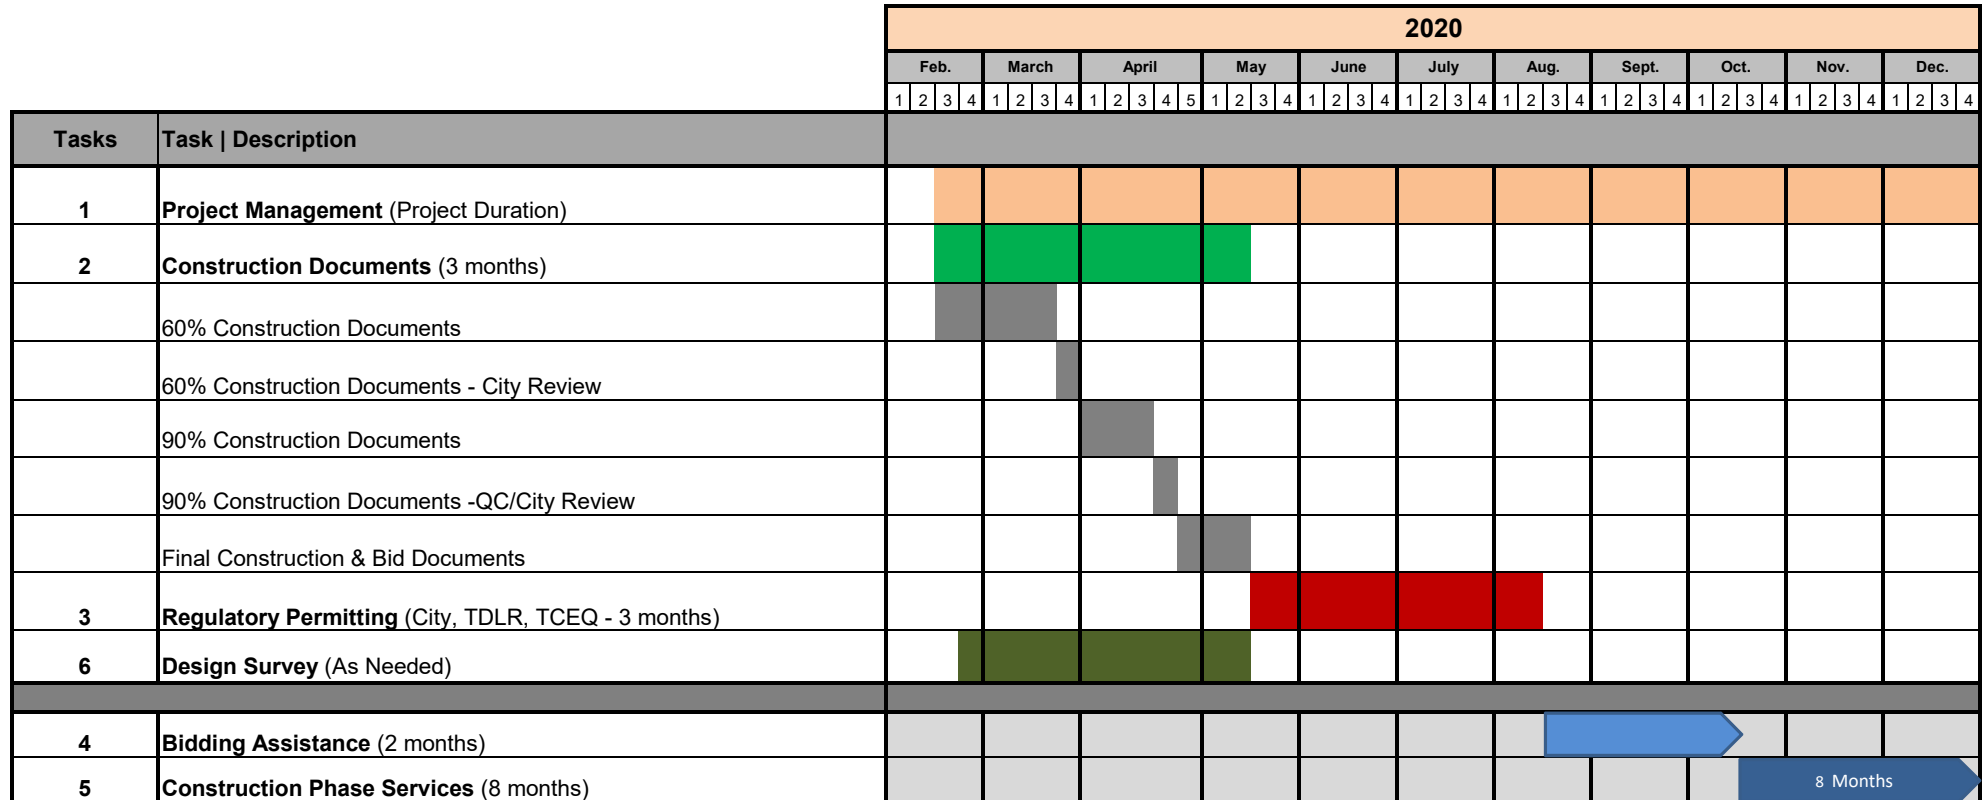 2020
Feb. March April May June July Aug. Sept. Oct. Nov. Dec.
1 2 3 4 1 2 3 4 1 2 3 4 5 1 2 3 4 1 2 3 4 1 2 3 4 1 2 3 4 1 2 3 4 1 2 3 4 1 2 3 4 1 2 3 4
Tasks Task | Description
1 Project Management (Project Duration)
2 Construction Documents (3 months)
60% Construction Documents
60% Construction Documents - City Review
90% Construction Documents
90% Construction Documents -QC/City Review
Final Construction & Bid Documents
3 Regulatory Permitting (City, TDLR, TCEQ - 3 months)
6 Design Survey (As Needed)
4 Bidding Assistance (2 months)
5 Construction Phase Services (8 months) 8 Months